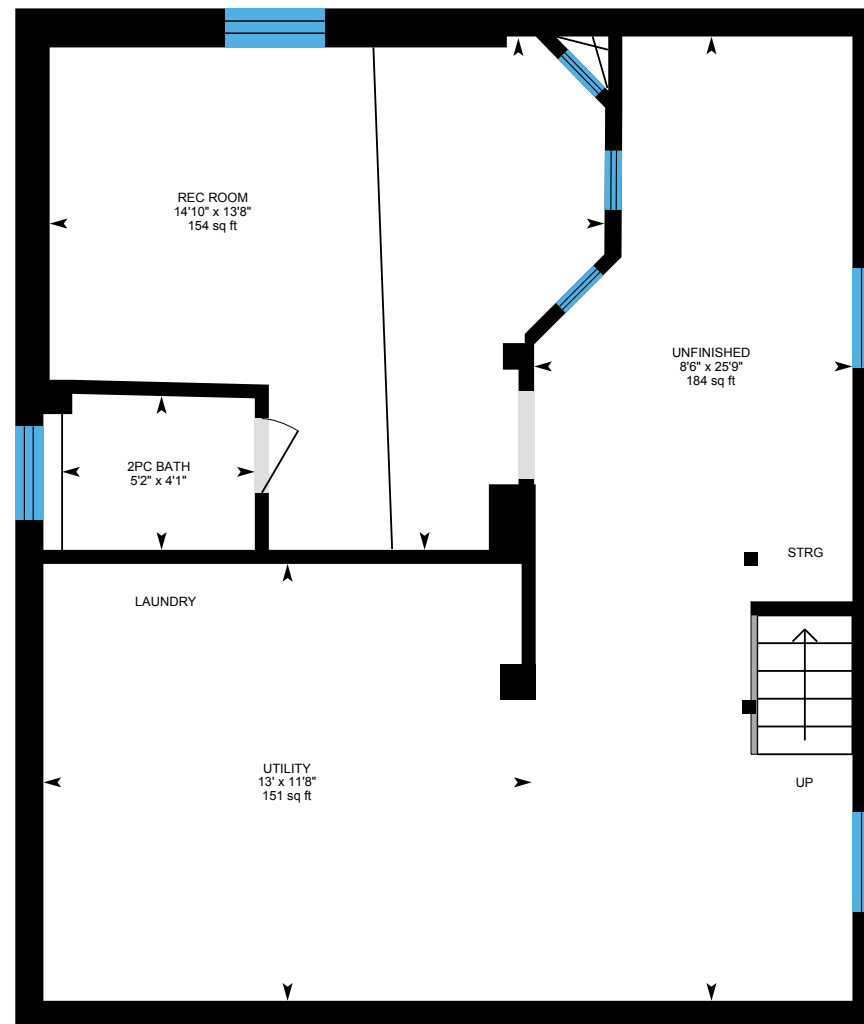 REC ROOM
14'10" x 13'8"
154 sq ft
UNFINISHED
8'6" x 25'9"
184 sq ft
2PC BATH
5'2" x 4'1"
STRG
LAUNDRY
UTILITY
13' x 11'8"
151 sq ft
UP